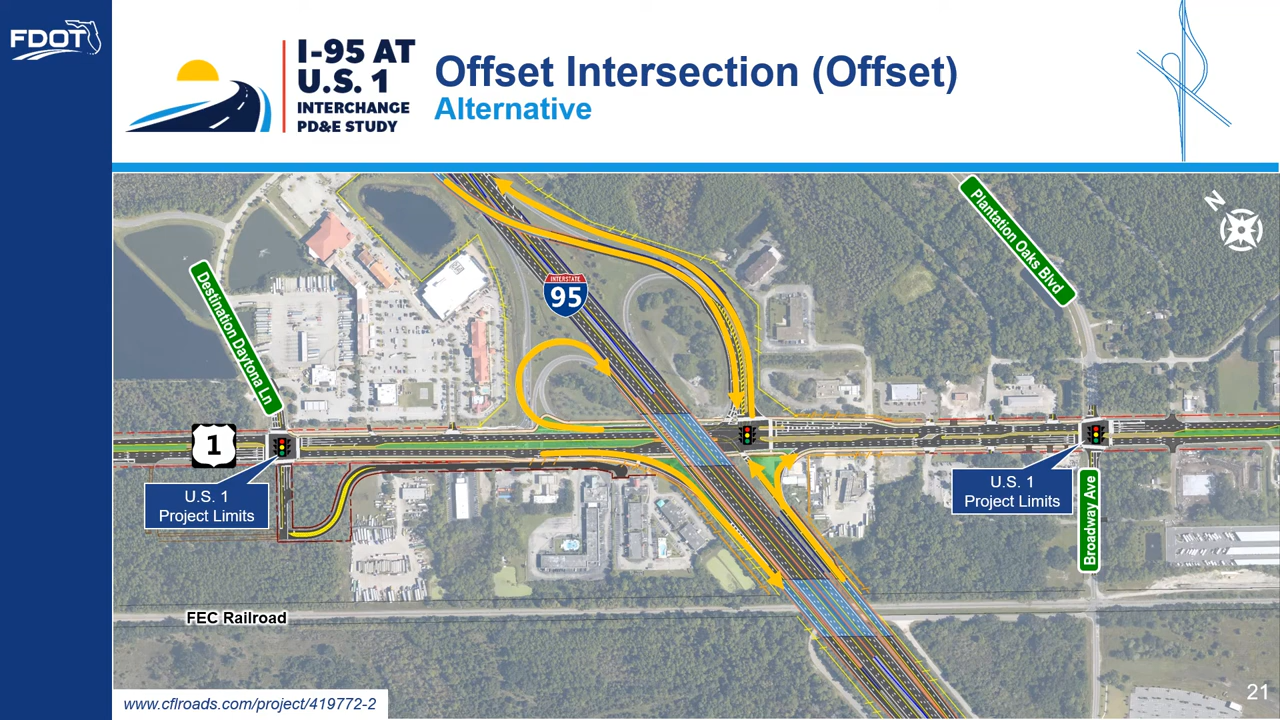 FDOT
I-95 AT
U.S. 1
INTERCHANGE
PD&E STUDY
Offset Intersection (Offset)
Alternative
Plantation Oaks Blvd
N
Destination Daytona Ln
INTERSTATE
95
1
U.S. 1
Project Limits
U.S. 1
Project Limits
Broadway Ave
FEC Railroad
www.cflroads.com/project/419772-2
21